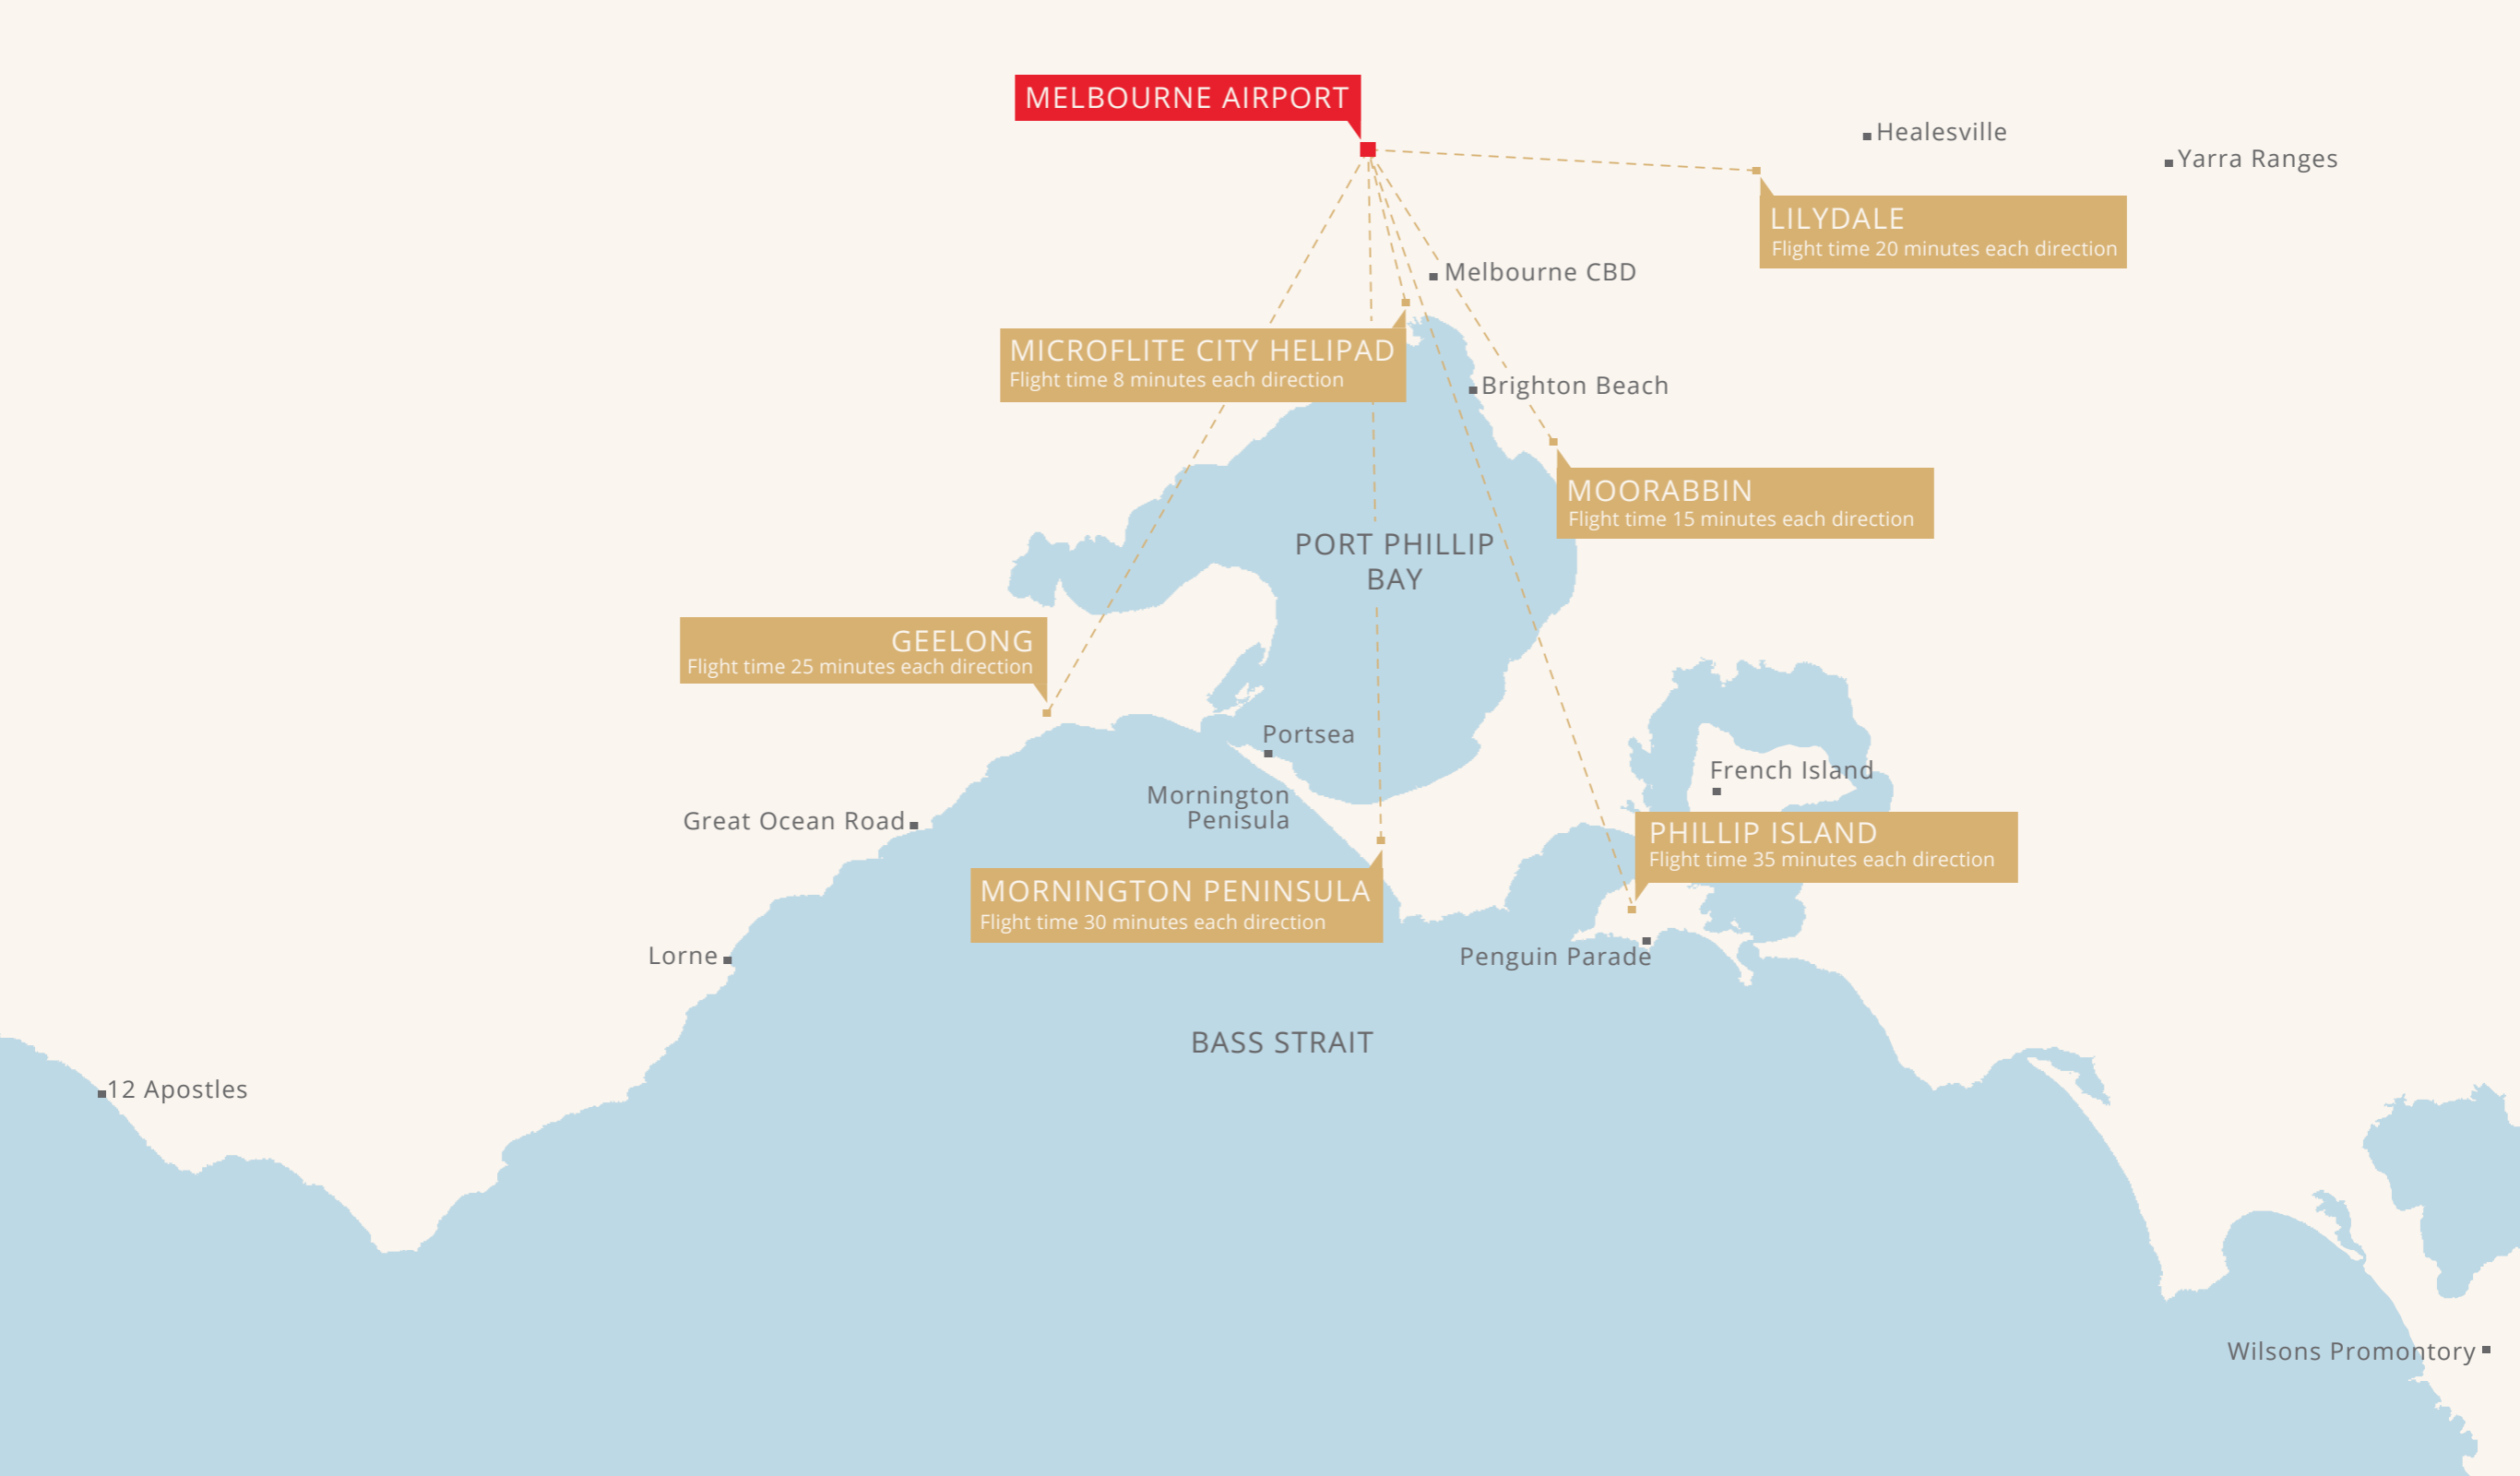 MELBOURNE AIRPORT
Healesville
Yarra Ranges
LILYDALE
Flight time 20 minutes each direction
Melbourne CBD
MICROFLITE CITY HELIPAD
Flight time 8 minutes each direction
Brighton Beach
MOORABBIN
Flight time 15 minutes each direction
PORT PHILLIP
BAY
GEELONG
Flight time 25 minutes each direction
Portsea
French Island
Mornington
Penisula
Great Ocean Road
PHILLIP ISLAND
Flight time 35 minutes each direction
MORNINGTON PENINSULA
Flight time 30 minutes each direction
Lorne
Penguin Parade
BASS STRAIT
12 Apostles
Wilsons Promontory